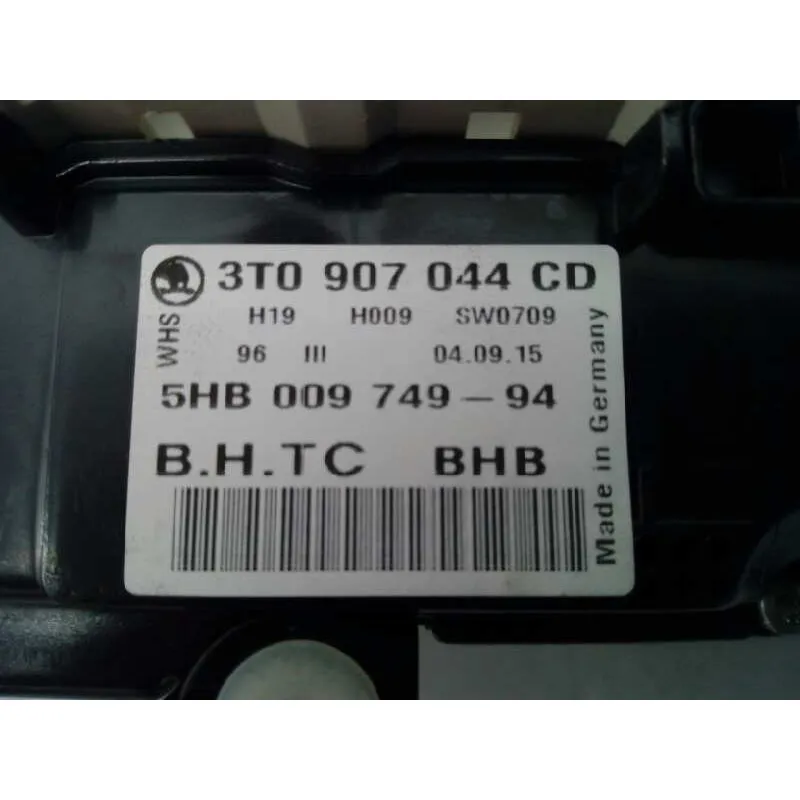 3T0 907 044 CD
H19 H009 SW0709
96 III 04.09.15
5HB 009 749-94
B.H.TC BHB
WHS
Made in Germany